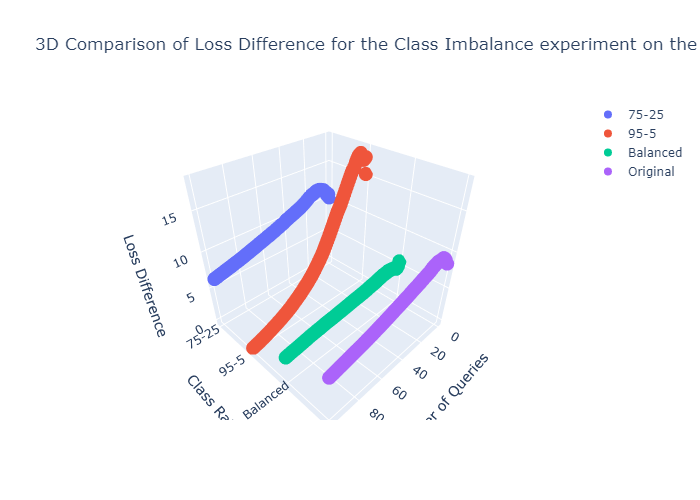 3D Comparison of Loss Difference for the Class Imbalance experiment on the
75-25
95-5
Balanced
Original
Loss Difference
15
10
5
0
75-25
95-5
Balanced
Class
0
20
40
60
80
of Queries